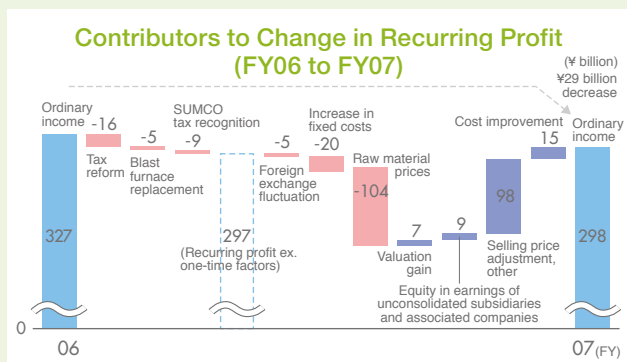 Contributors to Change in Recurring Profit
(FY06 to FY07)
(¥ billion)
¥29 billion
decrease
Ordinary
income
327
-16
Tax
reform
-5
Blast
furnace
replacement
SUMCO
tax recognition
-9
297
(Recurring profit ex.
one-time factors)
-5
Foreign
exchange
fluctuation
Increase in
fixed costs
-20
Raw material
prices
-104
7
Valuation
gain
9
Equity in earnings of
unconsolidated subsidiaries
and associated companies
98
Selling price
adjustment,
other
Cost improvement
15
Ordinary
income
298
0
06
07(FY)